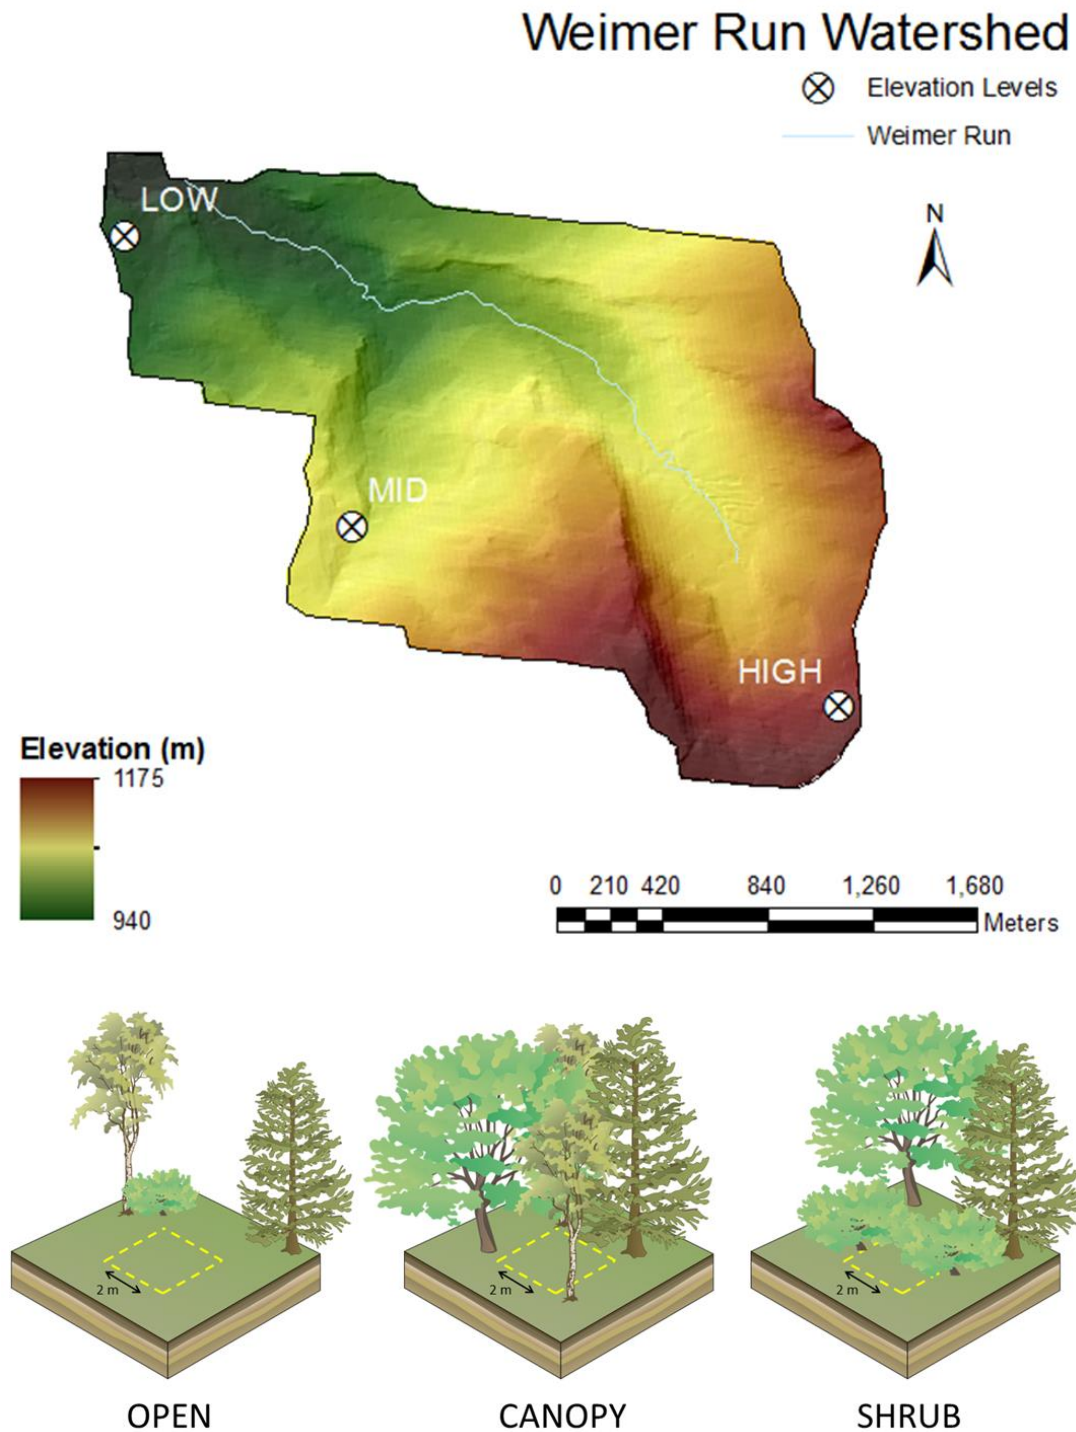 Weimer Run Watershed
Elevation Levels
Weimer Run
N
LOW
MID
HIGH
Elevation (m)
1175
940
0 210 420 840 1,260 1,680
Meters
2 m 2 m 2 m
OPEN CANOPY SHRUB